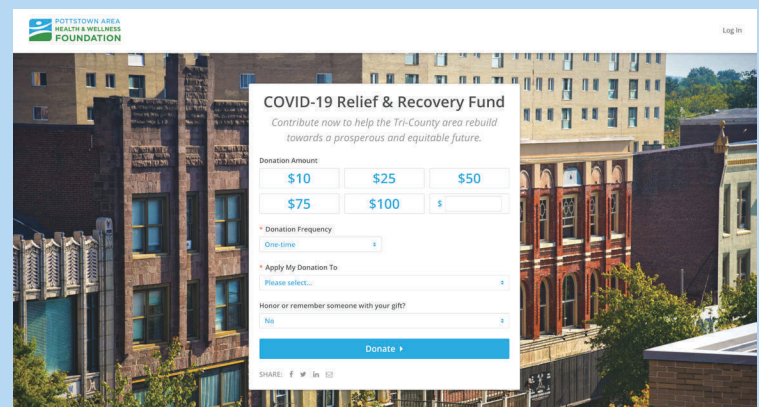 POTTSTOWN AREA
HEALTH & WELLNESS
FOUNDATION
Log In
COVID-19 Relief & Recovery Fund
Contribute now to help the Tri-County area rebuild
towards a prosperous and equitable future.
Donation Amount
$10 $25 $50
$75 $100 $
* Donation Frequency
One-time
* Apply My Donation To
Please select...
Honor or remember someone with your gift?
No
Donate
SHARE: